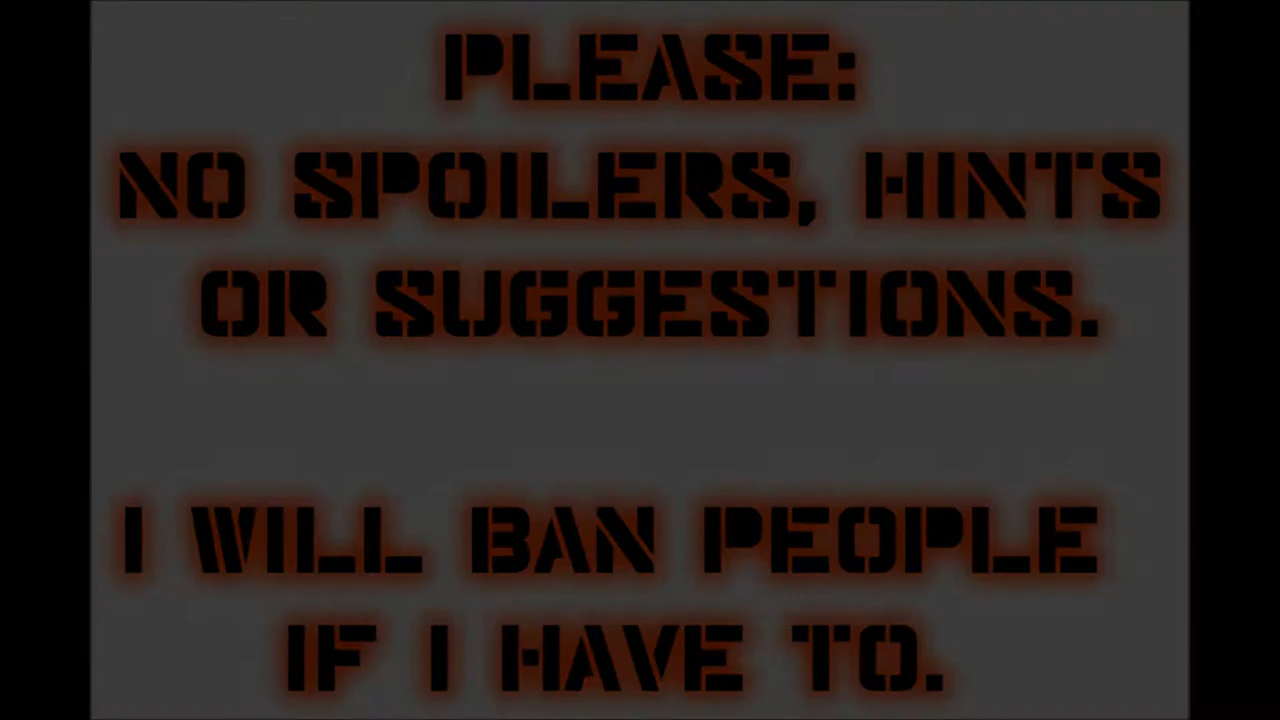 PLEASE:
NO SPOILERS, HINTS
OR SUGGESTIONS.
I WILL BAN PEOPLE
IF I HAVE TO.